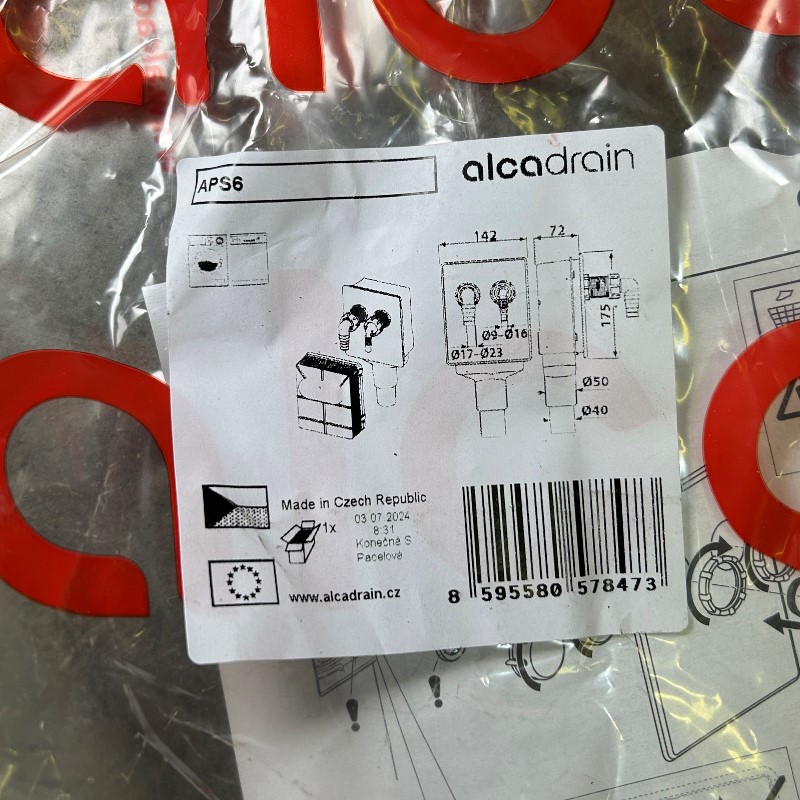 APS6
alcadrain
142
72
175
Ø9-Ø16
Ø17-Ø23
Ø50
Ø40
Made in Czech Republic
1x
03 07 2024
8:31
Konečná S
Pacelové
www.alcadrain.cz
8 595580 578473